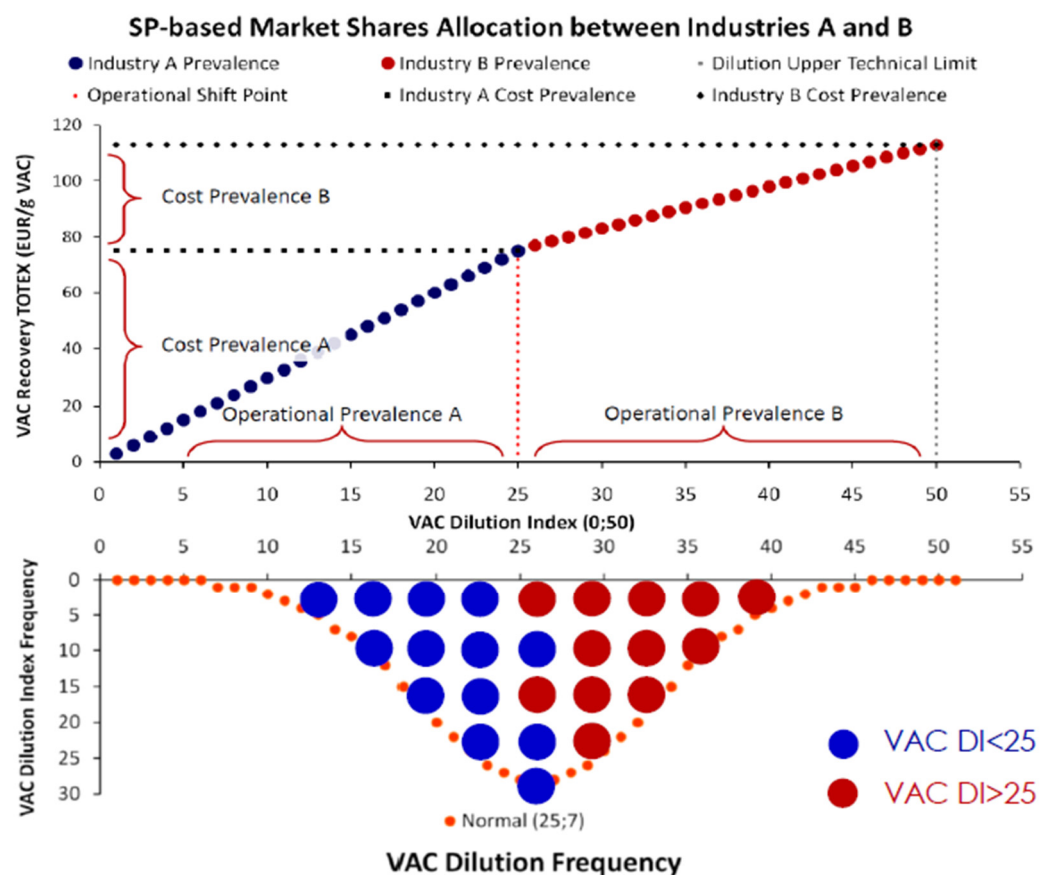 SP-based Market Shares Allocation between Industries A and B
Industry A Prevalence
Industry B Prevalence
Dilution Upper Technical Limit
Operational Shift Point
Industry A Cost Prevalence
Industry B Cost Prevalence
VAC Recovery TOTEX (EUR/g VAC)
120
100
80
60
40
20
0
Cost Prevalence B
Cost Prevalence A
Operational Prevalence A
Operational Prevalence B
0 5 10 15 20 25 30 35 40 45 50 55
VAC Dilution Index (0;50)
0 5 10 15 20 25 30 35 40 45 50 55
VAC Dilution Index Frequency
0
5
10
15
20
25
30
VAC DI<25
VAC DI>25
Normal (25;7)
VAC Dilution Frequency